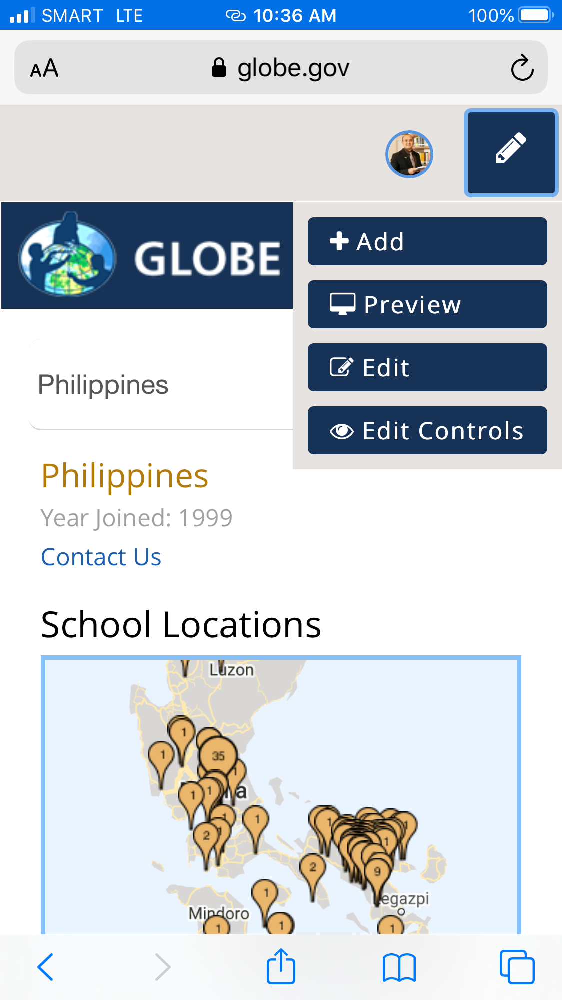 SMART LTE 10:36 AM 100%
AA globe.gov
GLOBE
Add
Preview
Edit
Edit Controls
Philippines
Philippines
Year Joined: 1999
Contact Us
School Locations
Luzon
1
1
35
1
1
1
1
1
2
1
1
1
1
2
9
1
egazpi
Mindoro
1
1
1